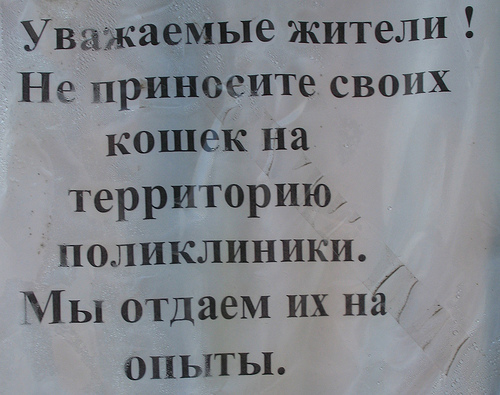 Уважаемые жители !
Не приносите своих
кошек на
территорию
поликлиники.
Мы отдаем их на
опыты.